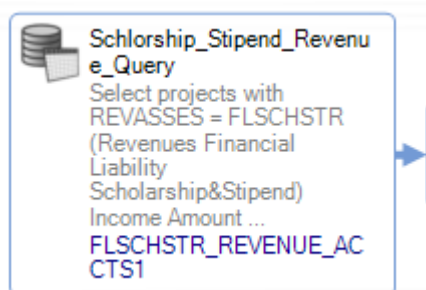 Schlorship_Stipend_Revenu
e_Query
Select projects with
REVASSES = FLSCHSTR
(Revenues Financial
Liability
Scholarship&Stipend)
Income Amount ...
FLSCHSTR_REVENUE_AC
CTS1